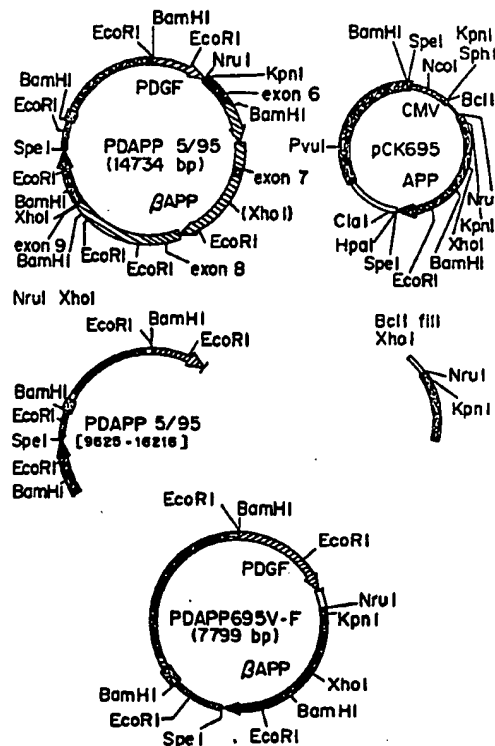 BamHI
EcoRI
EcoRI
NruI
KpnI
exon 6
BamHI
PDGF
BamHI
EcoRI
SpeI
PDAPP 5/95
(14734 bp)
exon 7
EcoRI
BamHI
XhoI
βAPP
(XhoI)
exon 9
BamHI
EcoRI
EcoRI
EcoRI
exon 8
KpnI
SphI
BamHI
SpeI
NcoI
CMV
BclI
PvuI
pCK695
APP
NruI
KpnI
ClaI
HpaI
XhoI
SpeI
BamHI
EcoRI
NruI XhoI
BamHI
EcoRI
EcoRI
BamHI
EcoRI
SpeI
PDAPP 5/95
[9625-16216]
EcoRI
BamHI
BclI fill
XhoI
NruI
KpnI
EcoRI
BamHI
EcoRI
PDGF
NruI
KpnI
PDAPP695V-F
(7799 bp)
βAPP
XhoI
BamHI
BamHI
EcoRI
SpeI
EcoRI